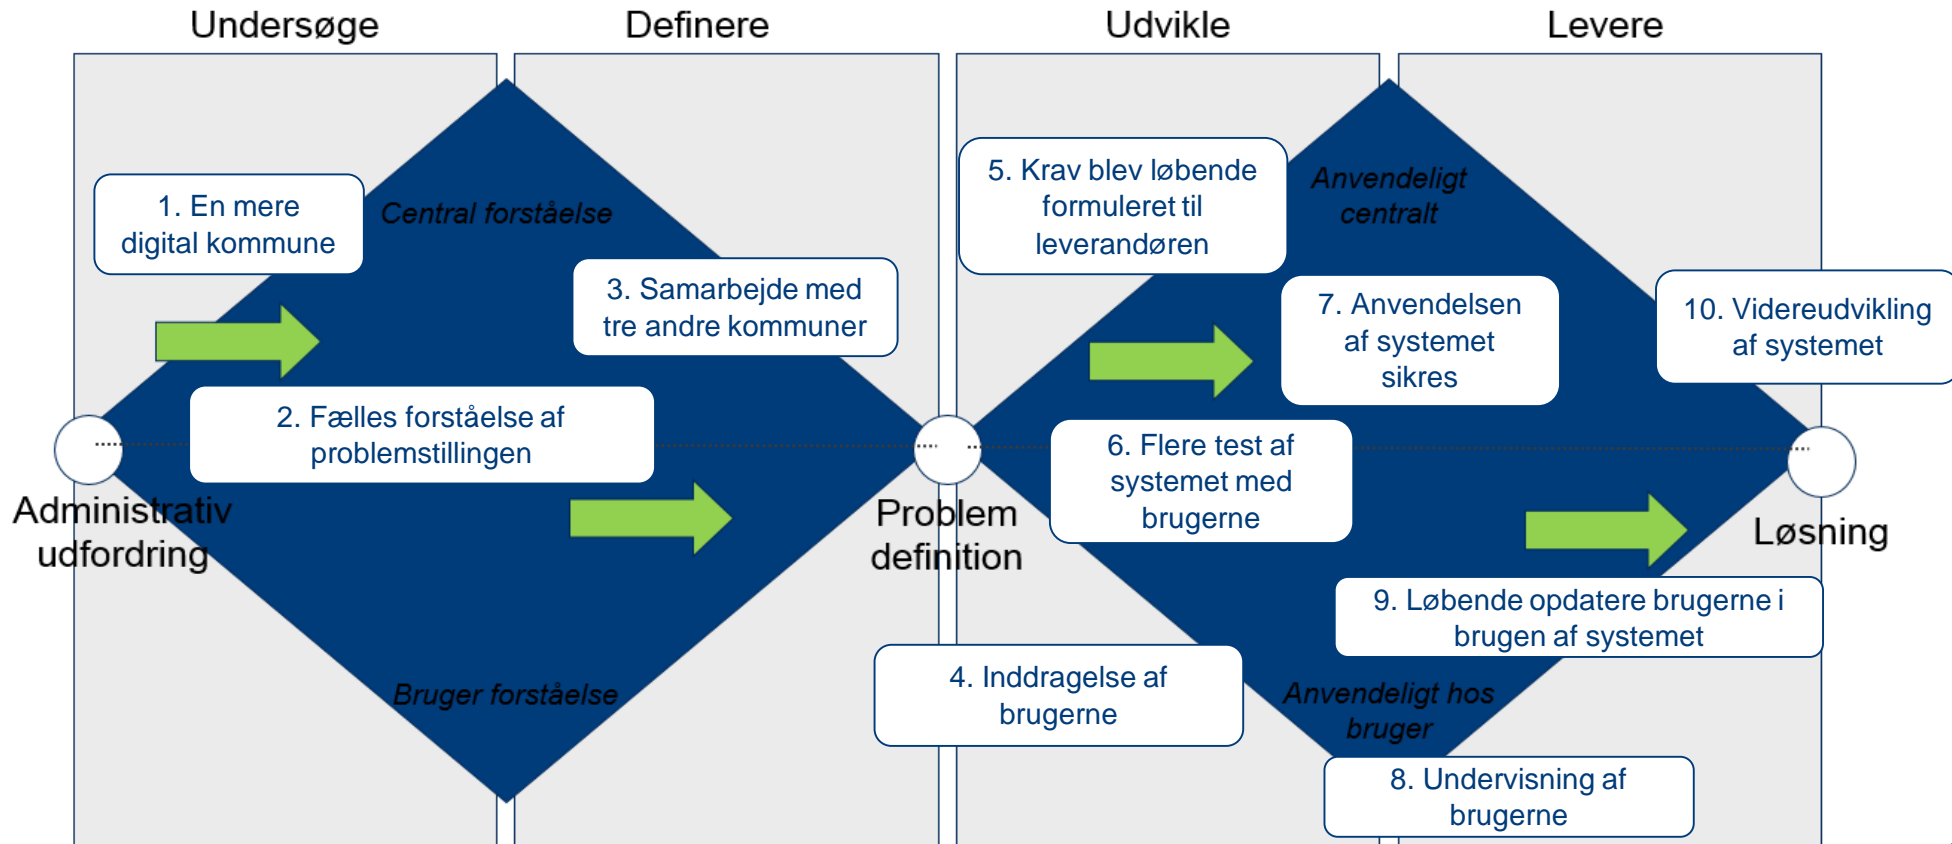 Undersøge
Definere
Udvikle
Levere
1. En mere
digital kommune
Central forståelse
3. Samarbejde med
tre andre kommuner
2. Fælles forståelse af
problemstillingen
Administrativ
udfordring
Bruger forståelse
Problem
definition
5. Krav blev løbende
formuleret til
leverandøren
Anvendeligt
centralt
7. Anvendelsen
af systemet
sikres
10. Videreudvikling
af systemet
6. Flere test af
systemet med
brugerne
Løsning
9. Løbende opdatere brugerne i
brugen af systemet
4. Inddragelse af
brugerne
Anvendeligt hos
bruger
8. Undervisning af
brugerne